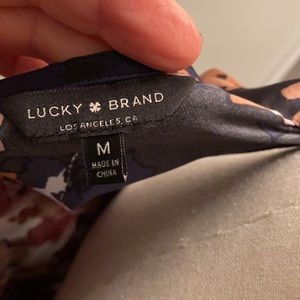 LUCKY BRAND
LOS ANGELES, CA
M
MADE IN
CHINA